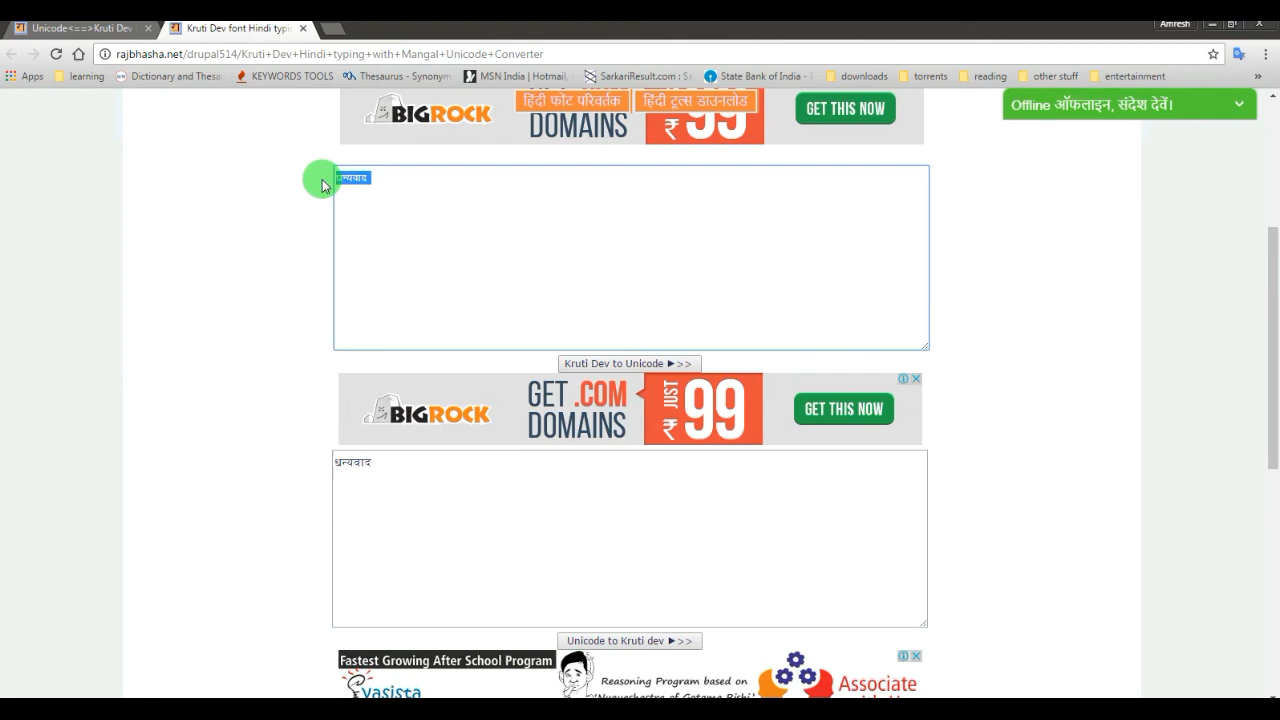 Unicode<==>Kruti Dev
Kruti Dev font Hindi typi
Amresh
rajbhasha.net/drupal514/Kruti+Dev+Hindi+typing+with+Mangal+Unicode+Converter
Apps
learning
Dictionary and Thesa
KEYWORDS TOOLS
Thesaurus - Synonym
MSN India | Hotmail,
SarkariResult.com : Sa
State Bank of India -
downloads
torrents
reading
other stuff
entertainment
»
हिंदी फोंट परिवर्तक
हिंदी टूल्स डाउनलोड
Offline ऑफलाइन, संदेश देवें।
BIGROCK
DOMAINS
₹ 99
GET THIS NOW
धन्यवाद
Kruti Dev to Unicode ►>>
BIGROCK
GET .COM
DOMAINS
JUST
₹ 99
GET THIS NOW
धन्यवाद
Unicode to Kruti dev ►>>
Fastest Growing After School Program
Vasista
Reasoning Program based on
Associate